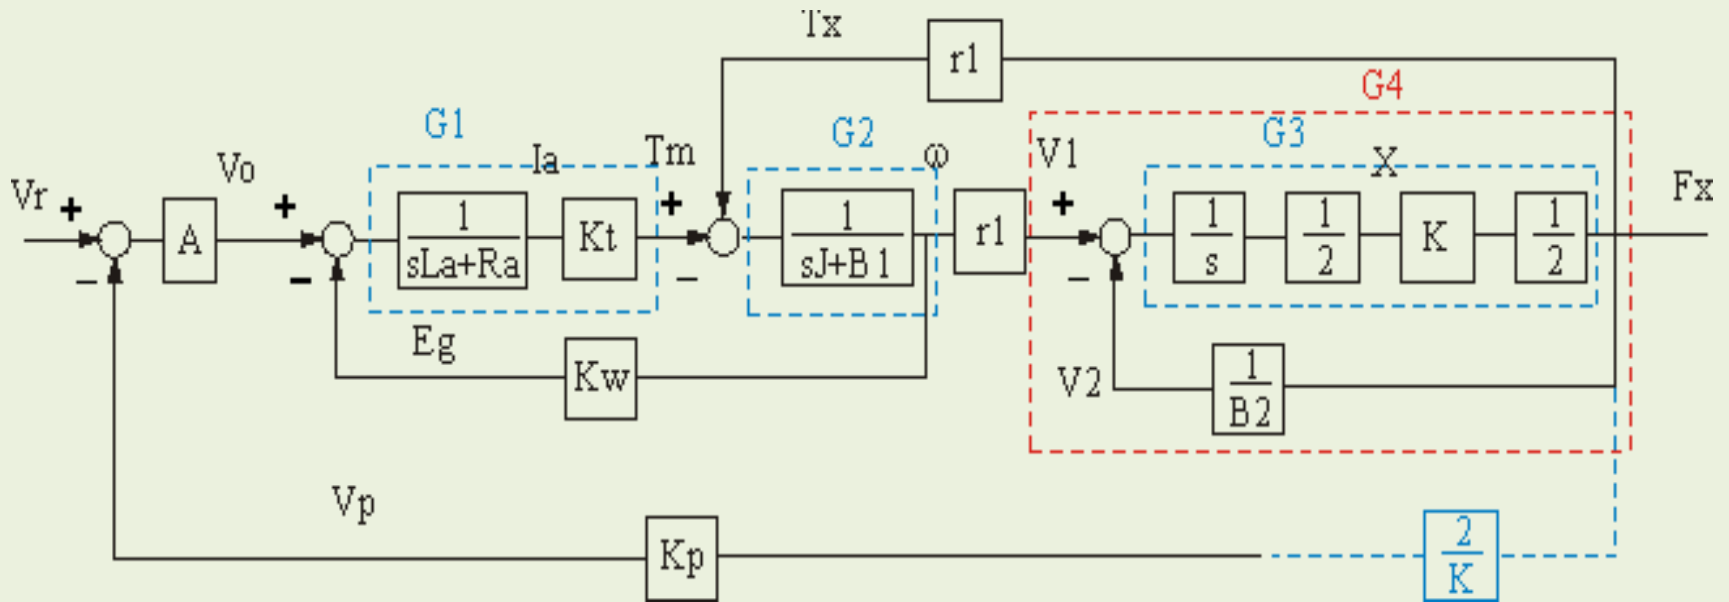 Tx
r1
G4
G1
G2
G3
Ia
Tm
φ
V1
X
Vr
+
Vo
+
+
+
Fx
A
1
sLa+Ra
Kt
1
sJ+B1
r1
1
s
1
2
K
1
2
−
−
−
−
Eg
Kw
V2
1
B2
Vp
Kp
2
K